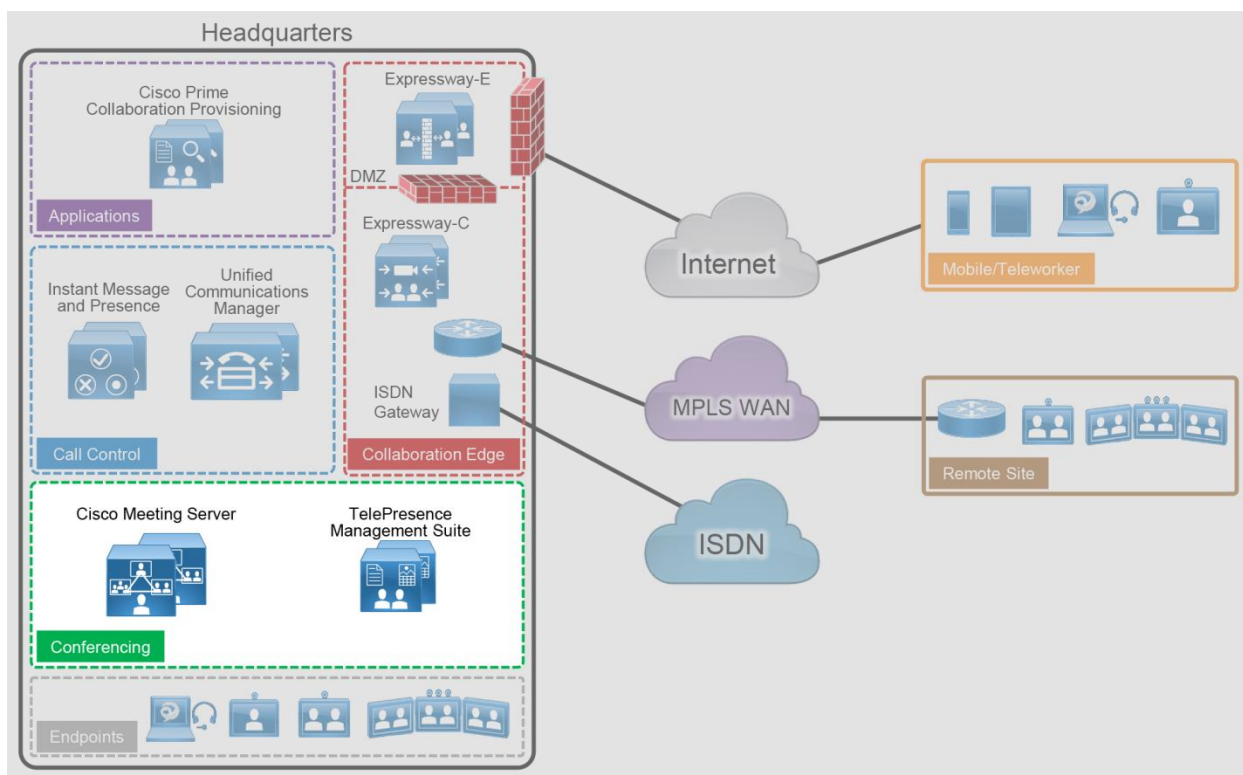 Headquarters
Cisco Prime
Collaboration Provisioning
Applications
Expressway-E
DMZ
Expressway-C
Instant Message
and Presence
Unified
Communications
Manager
Call Control
ISDN
Gateway
Collaboration Edge
Cisco Meeting Server
TelePresence
Management Suite
Conferencing
Endpoints
Internet
MPLS WAN
ISDN
Mobile/Teleworker
Remote Site